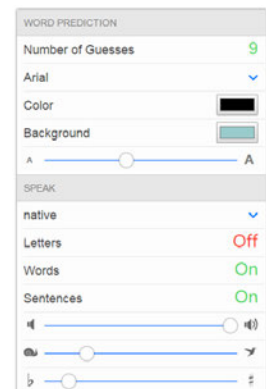 WORD PREDICTION
Number of Guesses 9
Arial
Color
Background
A A
SPEAK
native
Letters Off
Words On
Sentences On
♭ ♯